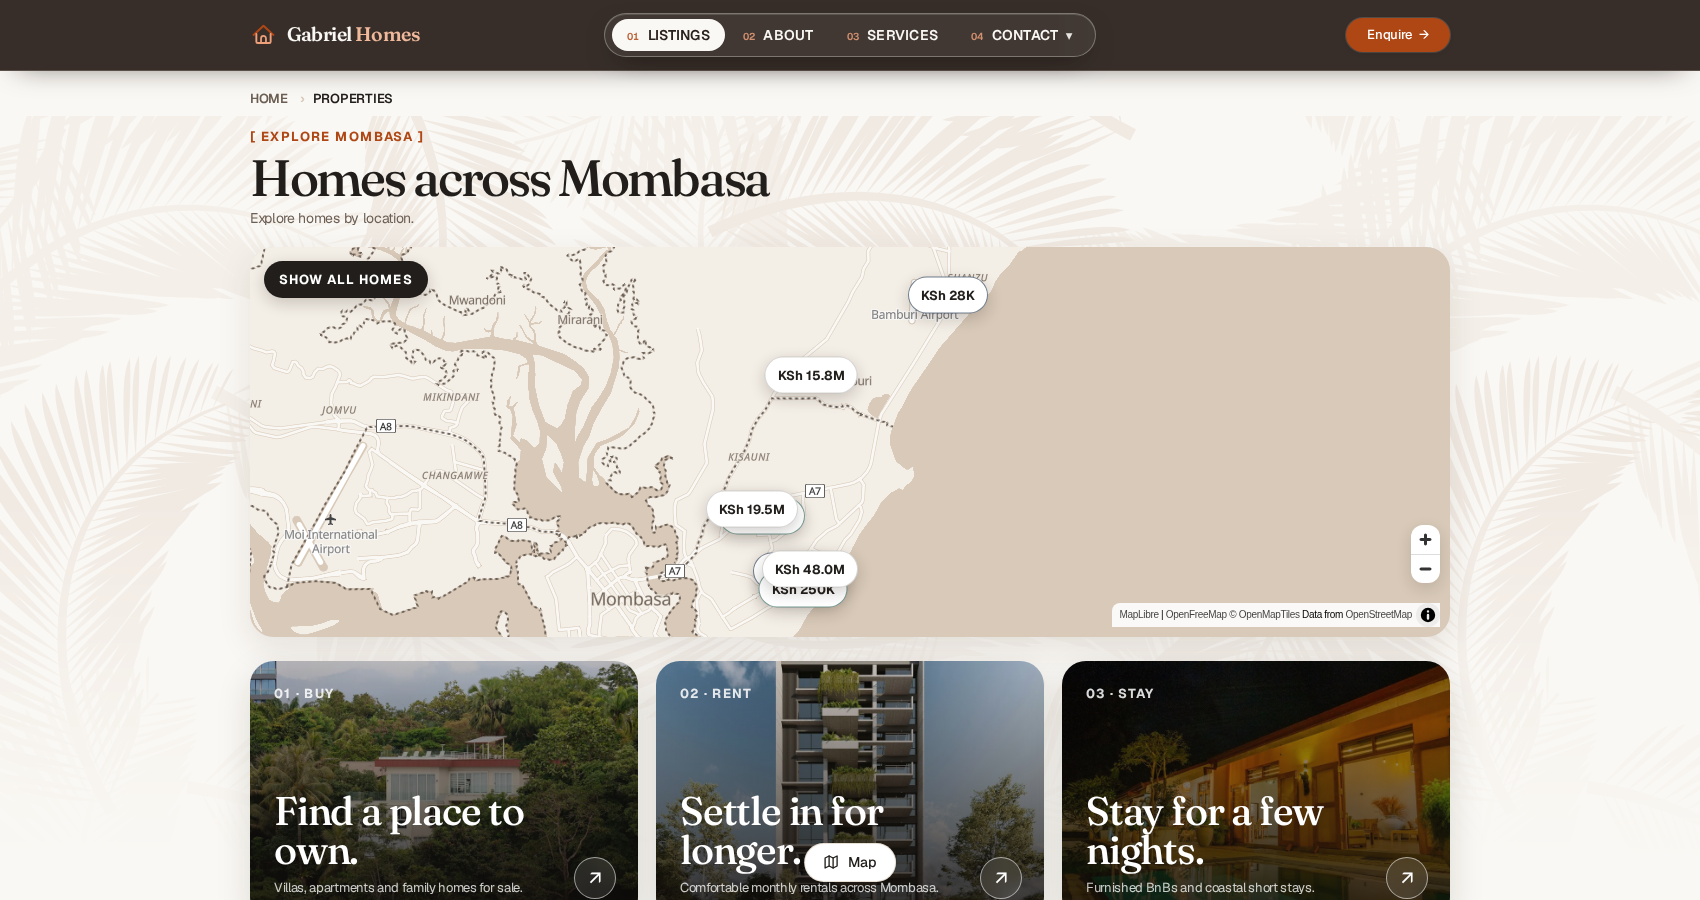 Gabriel Homes
01 LISTINGS
02 ABOUT
03 SERVICES
04 CONTACT ▾
Enquire →
HOME › PROPERTIES
[ EXPLORE MOMBASA ]
Homes across Mombasa
Explore homes by location.
SHOW ALL HOMES
SHANZU
KSh 28K
Bamburi Airport
Mwandoni
Mirarani
KSh 15.8M
MIKINDANI
JOMVU
A8
KISAUNI
CHANGAMWE
A7
KSh 19.5M
A8
Moi International
Airport
A7
KSh 48.0M
KSh 250K
Mombasa
MapLibre | OpenFreeMap © OpenMapTiles Data from OpenStreetMap
01 · BUY
Find a place to
own.
Villas, apartments and family homes for sale.
02 · RENT
Settle in for
longer.
Comfortable monthly rentals across Mombasa.
Map
03 · STAY
Stay for a few
nights.
Furnished BnBs and coastal short stays.